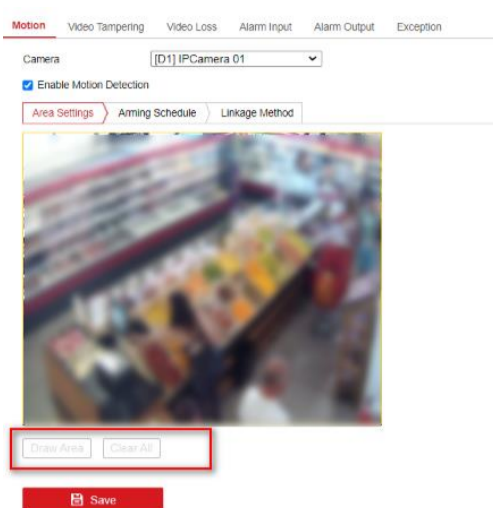 Motion Video Tampering Video Loss Alarm Input Alarm Output Exception
Camera [D1] IPCamera 01
Enable Motion Detection
Area Settings Arming Schedule Linkage Method
Draw Area Clear All
Save